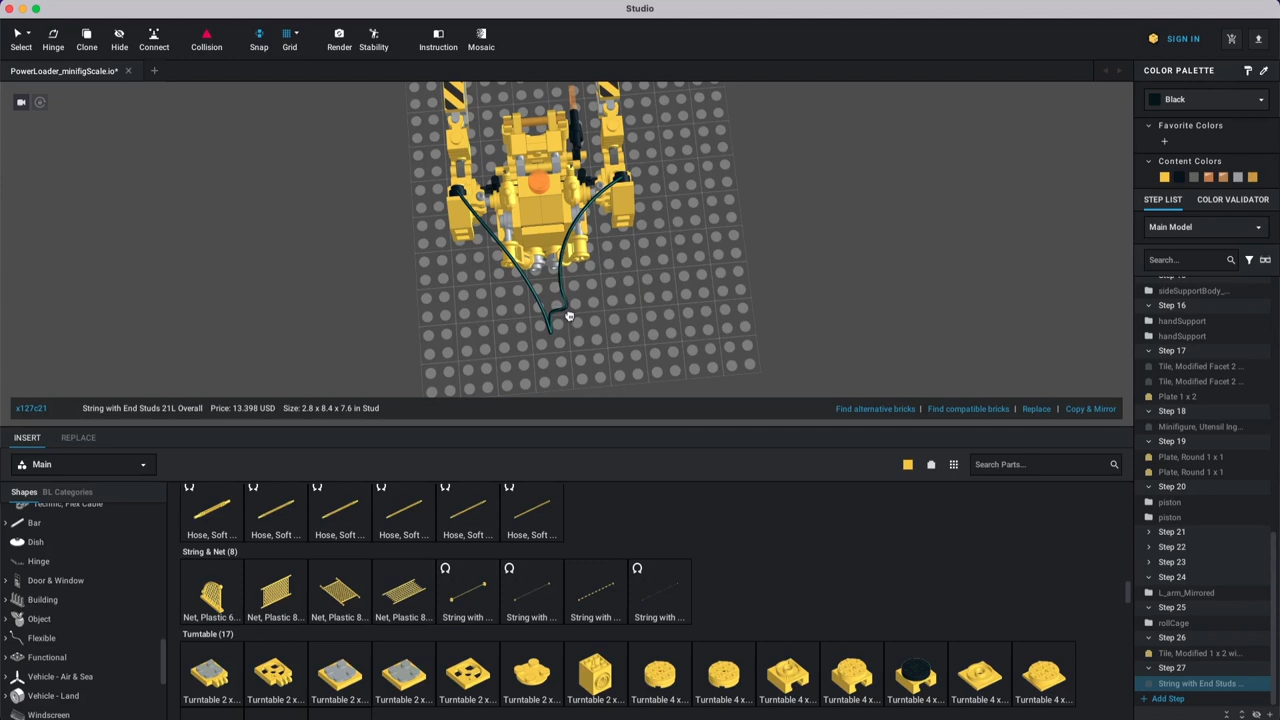 Studio
Select
Hinge
Clone
Hide
Connect
Collision
Snap
Grid
Render
Stability
Instruction
Mosaic
SIGN IN
PowerLoader_minifigScale.io*
COLOR PALETTE
Black
Favorite Colors
Content Colors
STEP LIST
COLOR VALIDATOR
Main Model
Search...
sideSupportBody_...
Step 16
handSupport
handSupport
Step 17
Tile, Modified Facet 2 ...
Tile, Modified Facet 2 ...
Plate 1 x 2
Step 18
Minifigure, Utensil Ing...
Step 19
Plate, Round 1 x 1
Plate, Round 1 x 1
Step 20
piston
piston
Step 21
Step 22
Step 23
Step 24
L_arm_Mirrored
Step 25
rollCage
Step 26
Tile, Modified 1 x 2 wi...
Step 27
String with End Studs ...
+ Add Step
x127c21 String with End Studs 21L Overall Price: 13.398 USD Size: 2.8 x 8.4 x 7.6 in Stud
Find alternative bricks | Find compatible bricks | Replace | Copy & Mirror
INSERT
REPLACE
Main
Search Parts...
Shapes
BL Categories
Technic, Flex Cable
Bar
Dish
Hinge
Door & Window
Building
Object
Flexible
Functional
Vehicle - Air & Sea
Vehicle - Land
Windscreen
Hose, Soft ... Hose, Soft ... Hose, Soft ... Hose, Soft ... Hose, Soft ... Hose, Soft ...
String & Net (8)
Net, Plastic 6... Net, Plastic 8... Net, Plastic 8... Net, Plastic 8... String with ... String with ... String with ... String with ...
Turntable (17)
Turntable 2 x... Turntable 2 x... Turntable 2 x... Turntable 2 x... Turntable 2 x... Turntable 2 x... Turntable 2 x... Turntable 4 x... Turntable 4 x... Turntable 4 x... Turntable 4 x... Turntable 4 x... Turntable 4 x... Turntable 4 x...